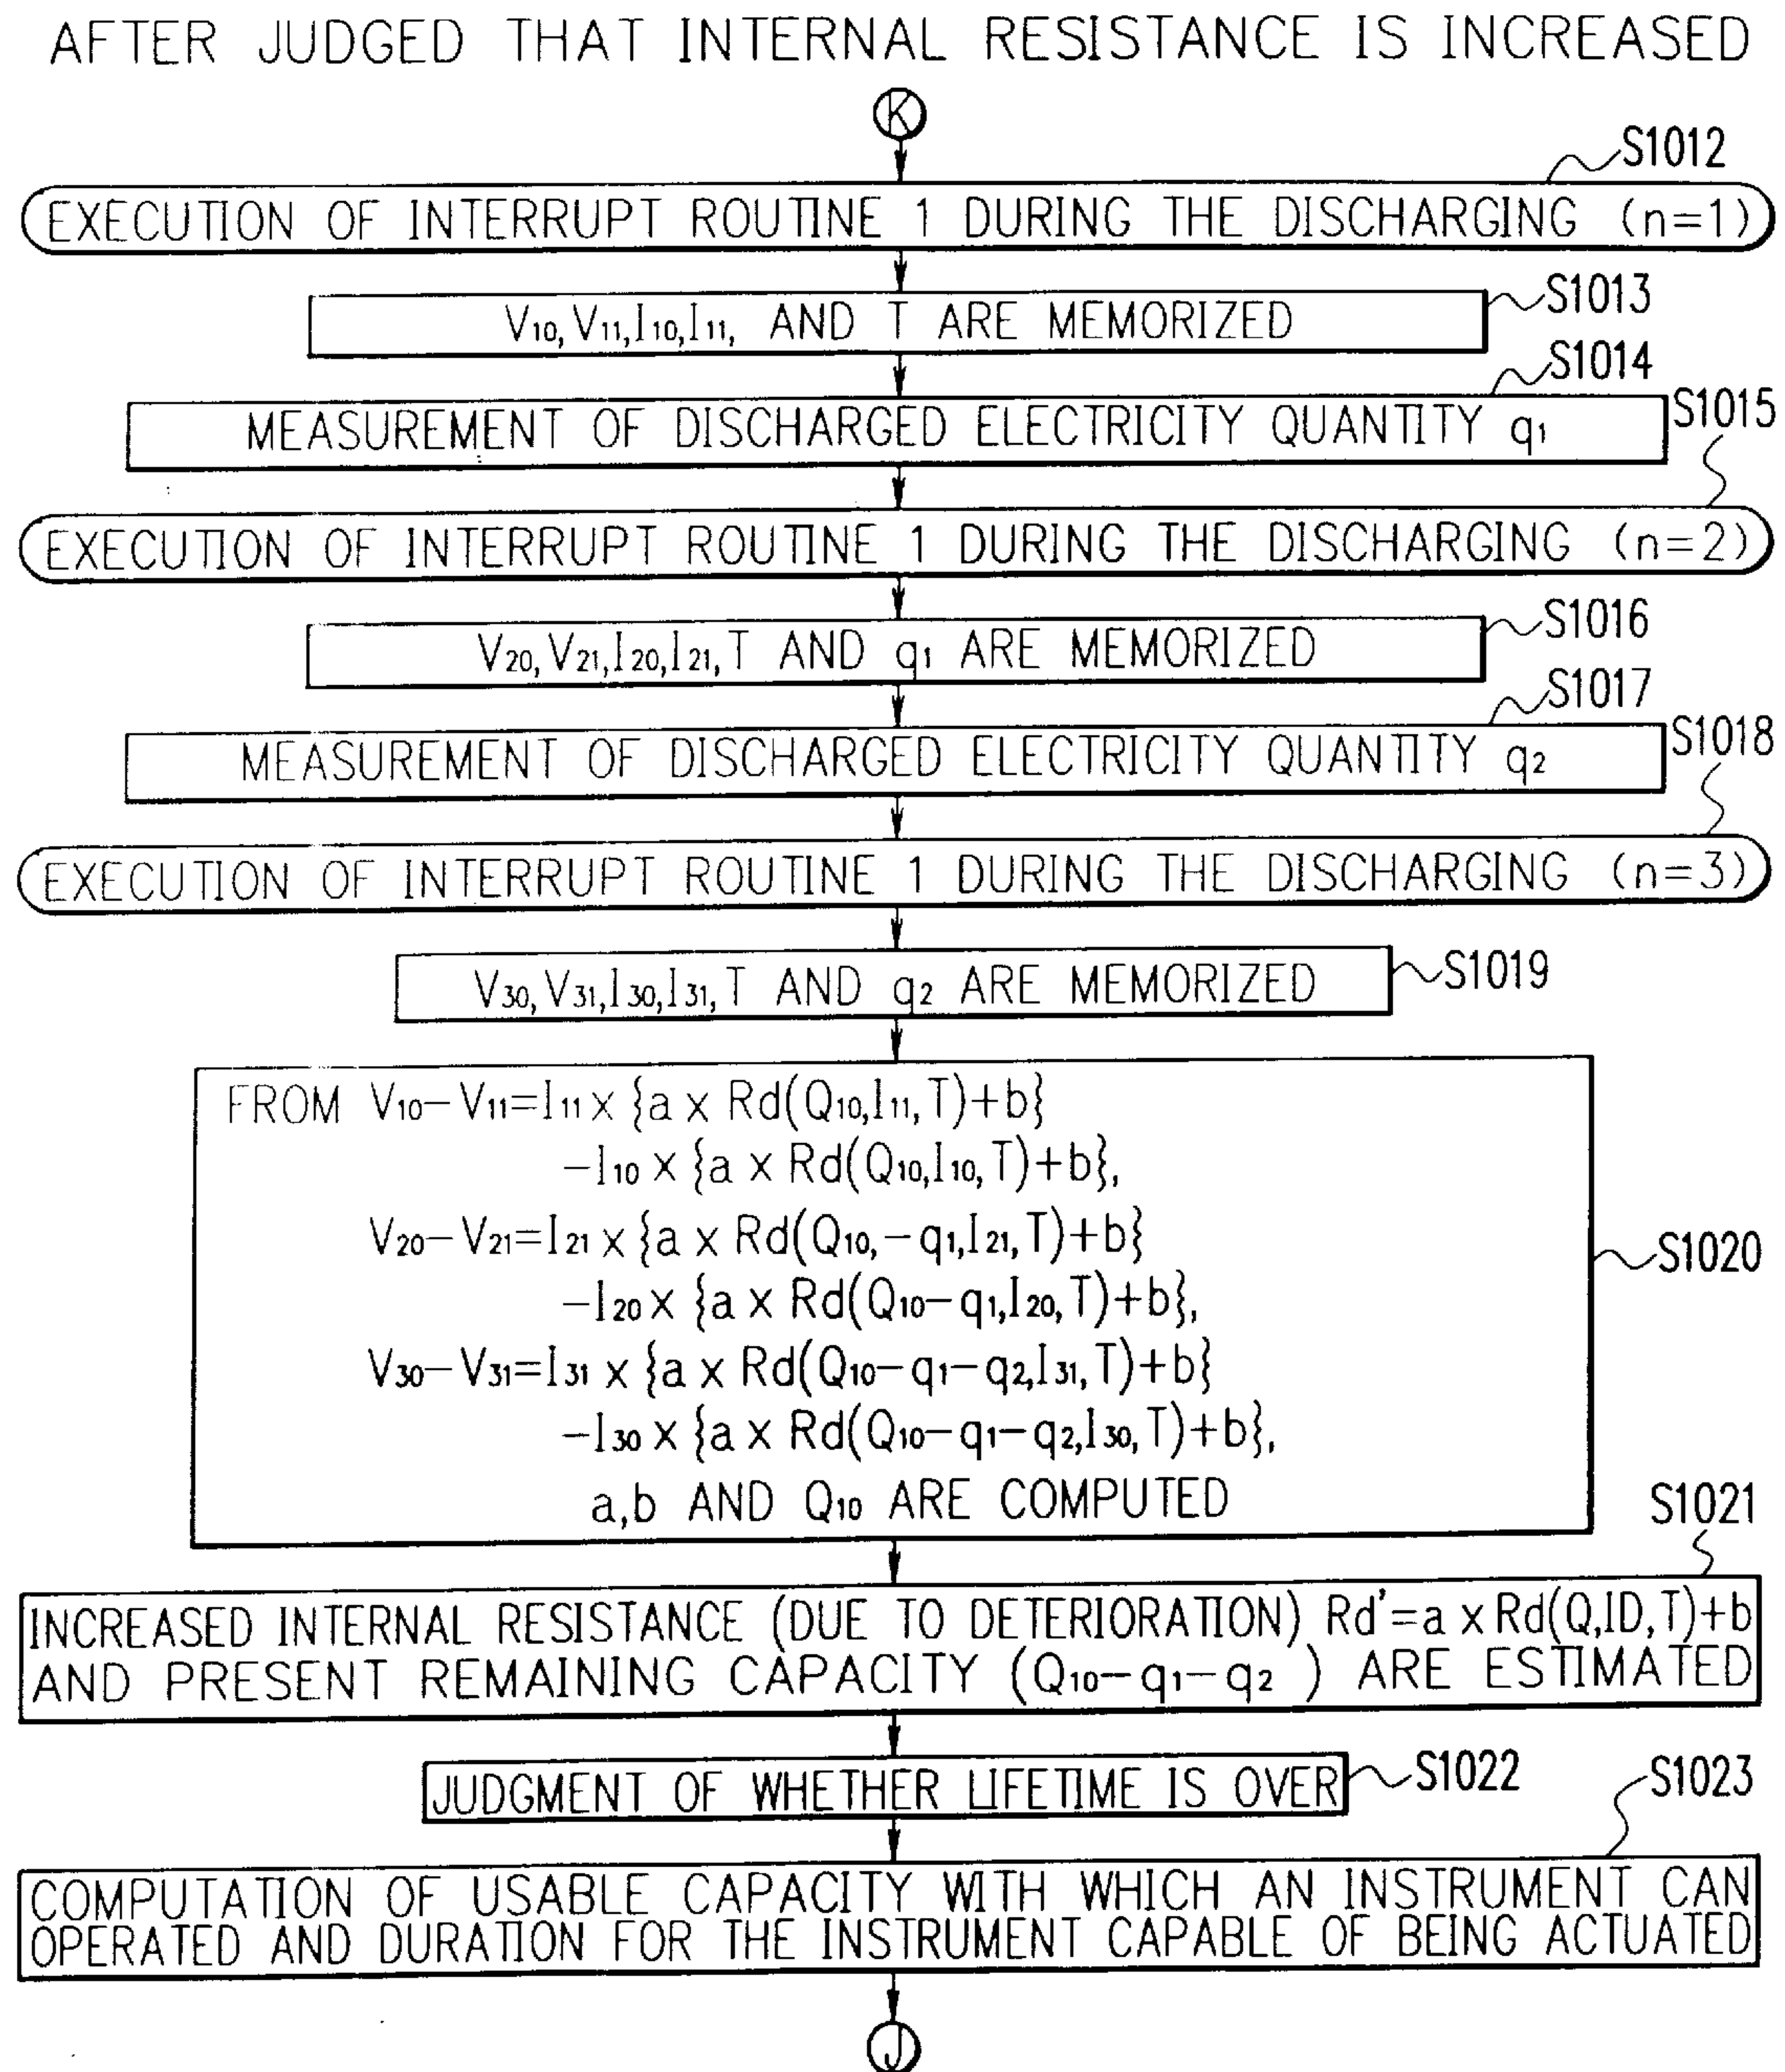 AFTER JUDGED THAT INTERNAL RESISTANCE IS INCREASED
K
S1012
EXECUTION OF INTERRUPT ROUTINE 1 DURING THE DISCHARGING (n=1)
S1013
V10,V11,I10,I11, AND T ARE MEMORIZED
S1014
MEASUREMENT OF DISCHARGED ELECTRICITY QUANTITY q1
S1015
EXECUTION OF INTERRUPT ROUTINE 1 DURING THE DISCHARGING (n=2)
S1016
V20,V21,I20,I21,T AND q1 ARE MEMORIZED
S1017
MEASUREMENT OF DISCHARGED ELECTRICITY QUANTITY q2
S1018
EXECUTION OF INTERRUPT ROUTINE 1 DURING THE DISCHARGING (n=3)
S1019
V30,V31,I30,I31,T AND q2 ARE MEMORIZED
FROM V10−V11=I11×{a×Rd(Q10,I11,T)+b}
−I10×{a×Rd(Q10,I10,T)+b},
V20−V21=I21×{a×Rd(Q10,−q1,I21,T)+b}
−I20×{a×Rd(Q10−q1,I20,T)+b},
V30−V31=I31×{a×Rd(Q10−q1−q2,I31,T)+b}
−I30×{a×Rd(Q10−q1−q2,I30,T)+b},
a,b AND Q10 ARE COMPUTED
S1020
S1021
INCREASED INTERNAL RESISTANCE (DUE TO DETERIORATION) Rd'=a×Rd(Q,ID,T)+b
AND PRESENT REMAINING CAPACITY (Q10−q1−q2 ) ARE ESTIMATED
JUDGMENT OF WHETHER LIFETIME IS OVER
S1022
S1023
COMPUTATION OF USABLE CAPACITY WITH WHICH AN INSTRUMENT CAN
OPERATED AND DURATION FOR THE INSTRUMENT CAPABLE OF BEING ACTUATED
J